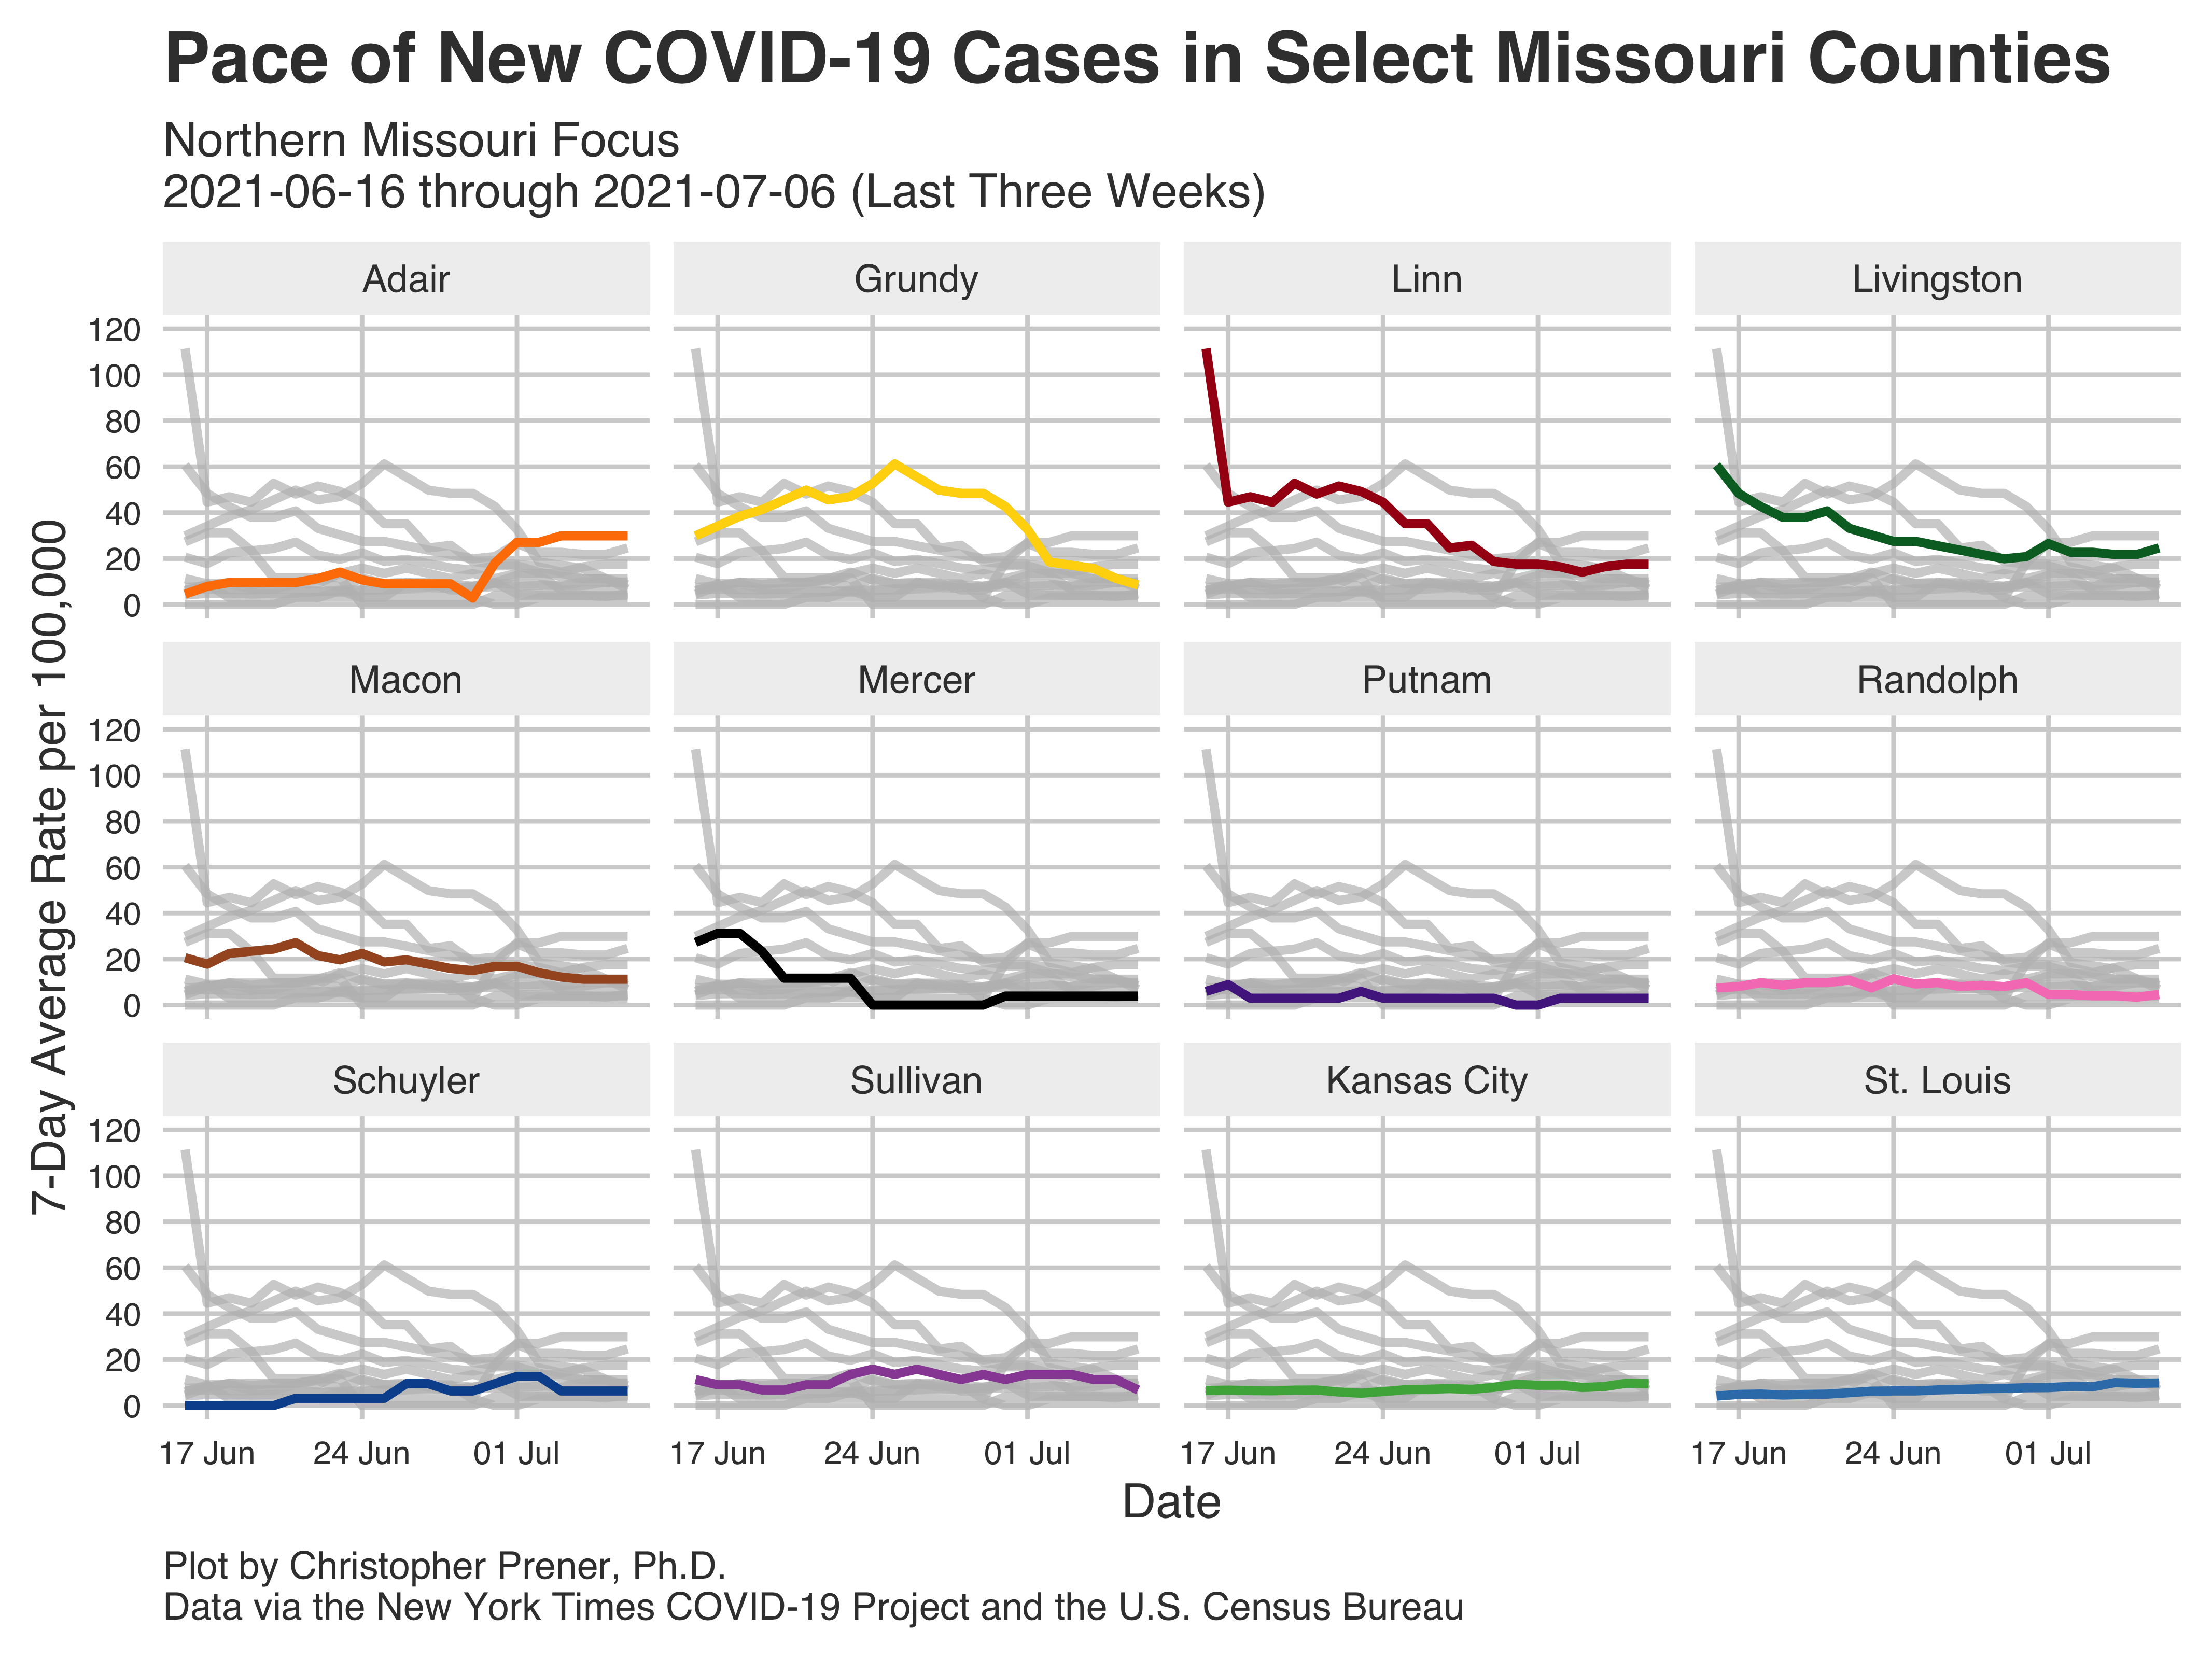 Pace of New COVID-19 Cases in Select Missouri Counties
Northern Missouri Focus
2021-06-16 through 2021-07-06 (Last Three Weeks)
7-Day Average Rate per 100,000
Adair
Grundy
Linn
Livingston
120
100
80
60
40
20
0
Macon
Mercer
Putnam
Randolph
120
100
80
60
40
20
0
Schuyler
Sullivan
Kansas City
St. Louis
120
100
80
60
40
20
0
17 Jun 24 Jun 01 Jul
17 Jun 24 Jun 01 Jul
17 Jun 24 Jun 01 Jul
17 Jun 24 Jun 01 Jul
Date
Plot by Christopher Prener, Ph.D.
Data via the New York Times COVID-19 Project and the U.S. Census Bureau